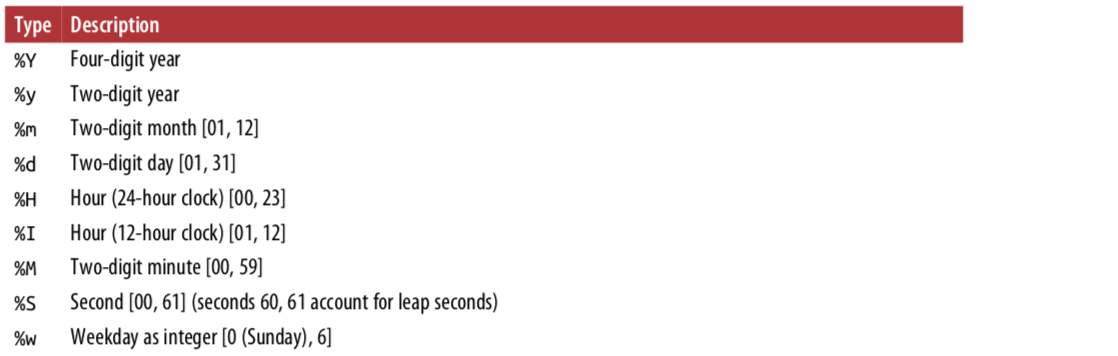 Type Description
%Y Four-digit year
%y Two-digit year
%m Two-digit month [01, 12]
%d Two-digit day [01, 31]
%H Hour (24-hour clock) [00, 23]
%I Hour (12-hour clock) [01, 12]
%M Two-digit minute [00, 59]
%S Second [00, 61] (seconds 60, 61 account for leap seconds)
%w Weekday as integer [0 (Sunday), 6]